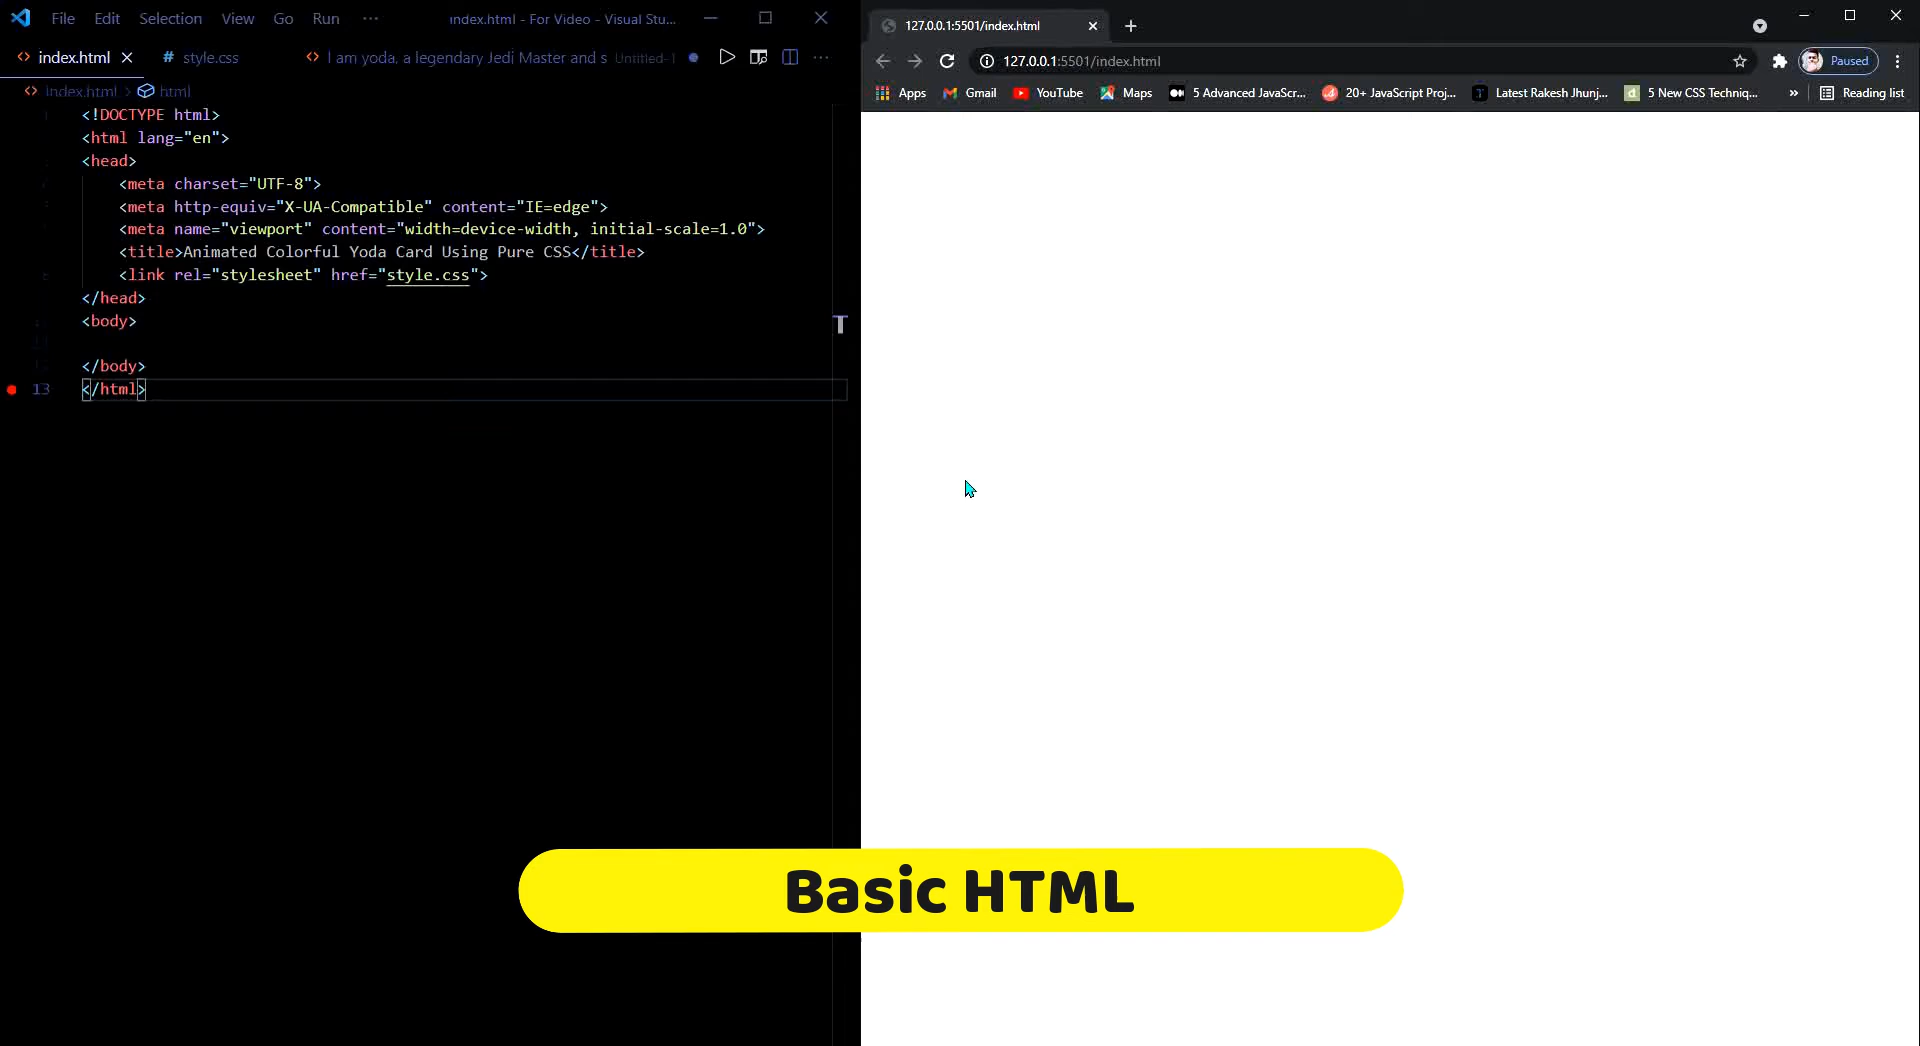 File Edit Selection View Go Run ··· index.html - For Video - Visual Stu...
index.html # style.css I am yoda, a legendary Jedi Master and s Untitled-1 ···
index.html > html
<!DOCTYPE html>
<html lang="en">
<head>
<meta charset="UTF-8">
<meta http-equiv="X-UA-Compatible" content="IE=edge">
<meta name="viewport" content="width=device-width, initial-scale=1.0">
<title>Animated Colorful Yoda Card Using Pure CSS</title>
<link rel="stylesheet" href="style.css">
</head>
<body>
</body>
13 </html>
127.0.0.1:5501/index.html
127.0.0.1:5501/index.html Paused
Apps Gmail YouTube Maps 5 Advanced JavaScr... 20+ JavaScript Proj... Latest Rakesh Jhunj... 5 New CSS Techniq... » Reading list
Basic HTML